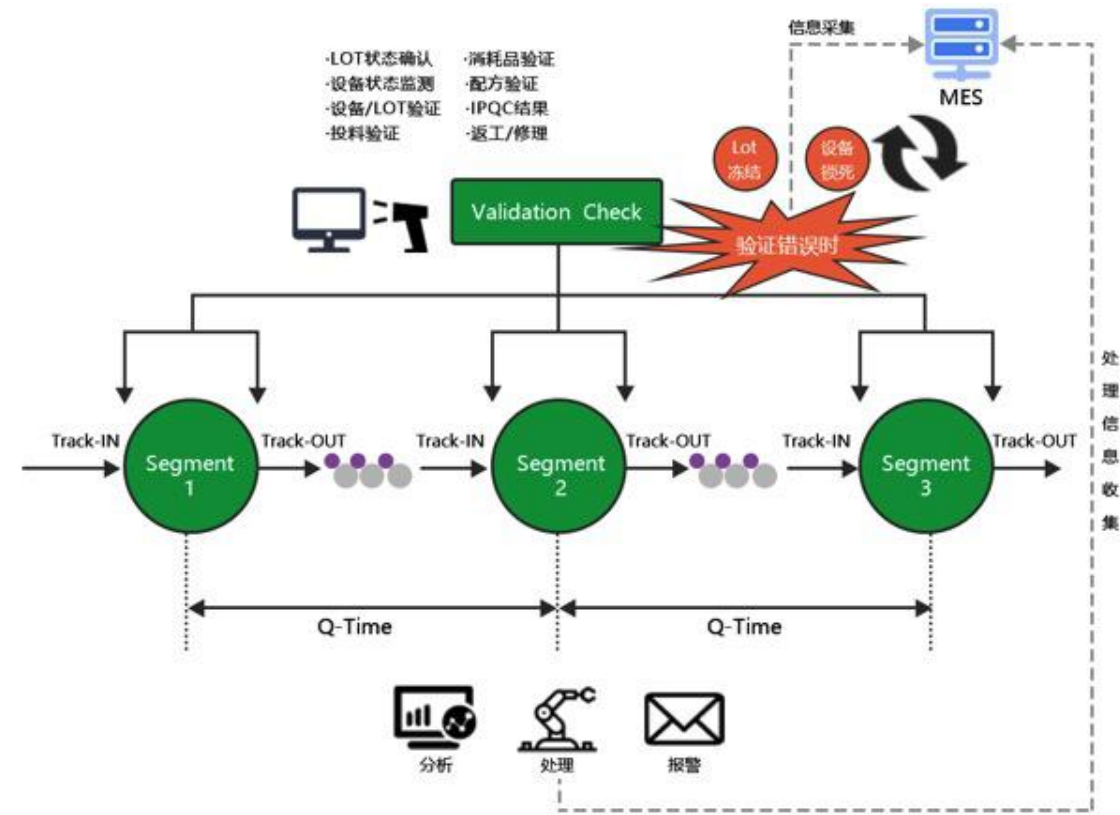 信息采集
MES
·LOT状态确认
·设备状态监测
·设备/LOT验证
·投料验证
·消耗品验证
·配方验证
·IPQC结果
·返工/修理
Lot
冻结
设备
锁死
Validation Check
验证错误时
Track-IN
Segment
1
Track-OUT
Track-IN
Segment
2
Track-OUT
Track-IN
Segment
3
Track-OUT
处理信息收集
Q-Time
Q-Time
分析
处理
报警